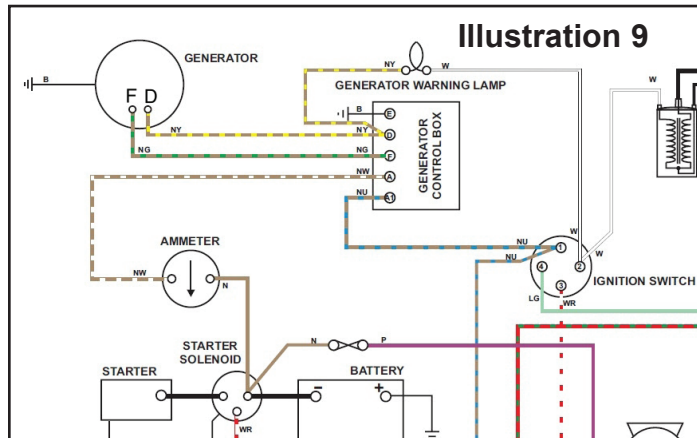 Illustration 9
GENERATOR
B
F D
NY
NG
NY
W
GENERATOR WARNING LAMP
B
NY
NG
NW
NU
E
D
F
A
A1
GENERATOR
CONTROL BOX
W
AMMETER
NW
N
NU
NU
W
W
1
4
2
3
IGNITION SWITCH
LG
WR
STARTER
SOLENOID
N
P
STARTER
BATTERY
-
+
WR